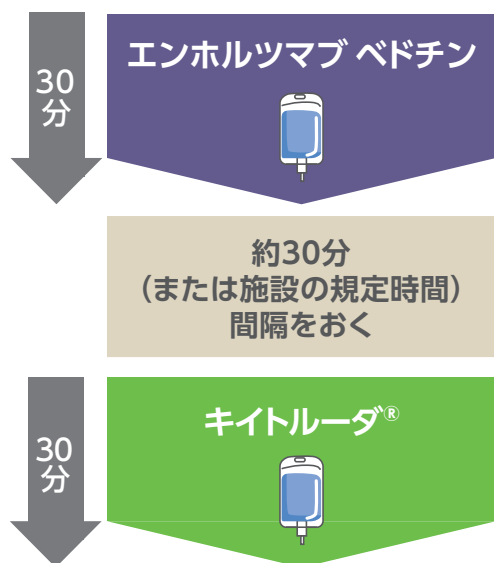 30
分
エンホルツマブ ベドチン
約30分
（または施設の規定時間）
間隔をおく
30
分
キイトルーダ®